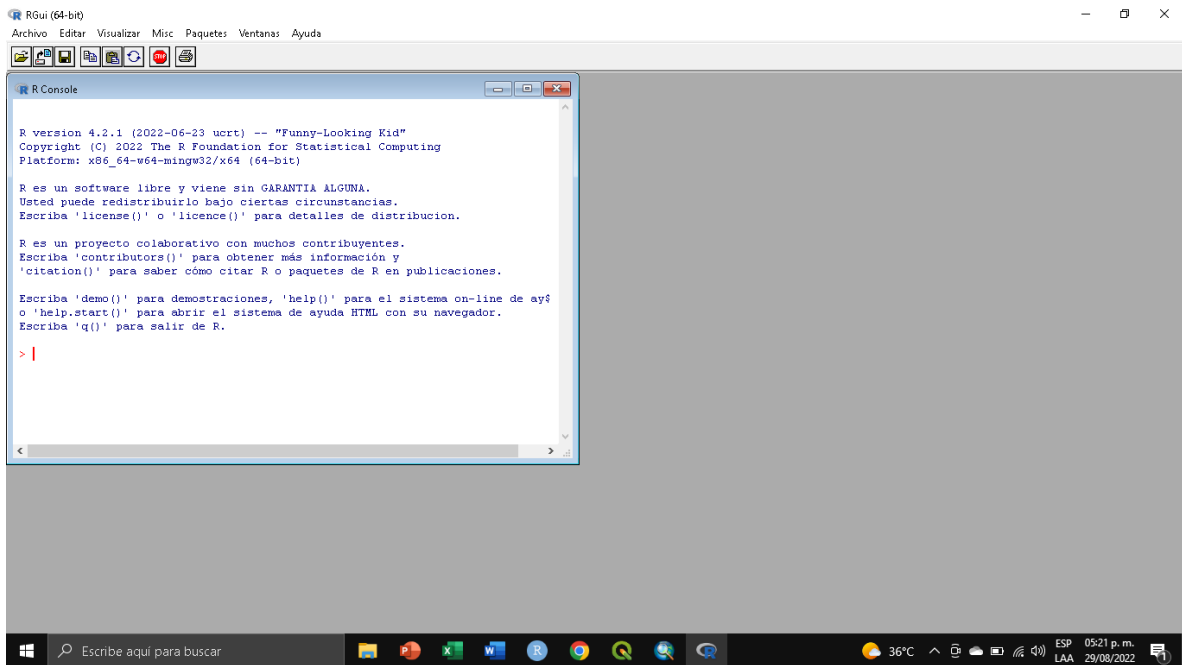 RGui (64-bit)
Archivo Editar Visualizar Misc Paquetes Ventanas Ayuda
STOP
R Console
R version 4.2.1 (2022-06-23 ucrt) -- "Funny-Looking Kid"
Copyright (C) 2022 The R Foundation for Statistical Computing
Platform: x86_64-w64-mingw32/x64 (64-bit)
R es un software libre y viene sin GARANTIA ALGUNA.
Usted puede redistribuirlo bajo ciertas circunstancias.
Escriba 'license()' o 'licence()' para detalles de distribucion.
R es un proyecto colaborativo con muchos contribuyentes.
Escriba 'contributors()' para obtener más información y
'citation()' para saber cómo citar R o paquetes de R en publicaciones.
Escriba 'demo()' para demostraciones, 'help()' para el sistema on-line de ay$
o 'help.start()' para abrir el sistema de ayuda HTML con su navegador.
Escriba 'q()' para salir de R.
>
Escribe aquí para buscar
36°C
ESP 05:21 p. m.
LAA 29/08/2022